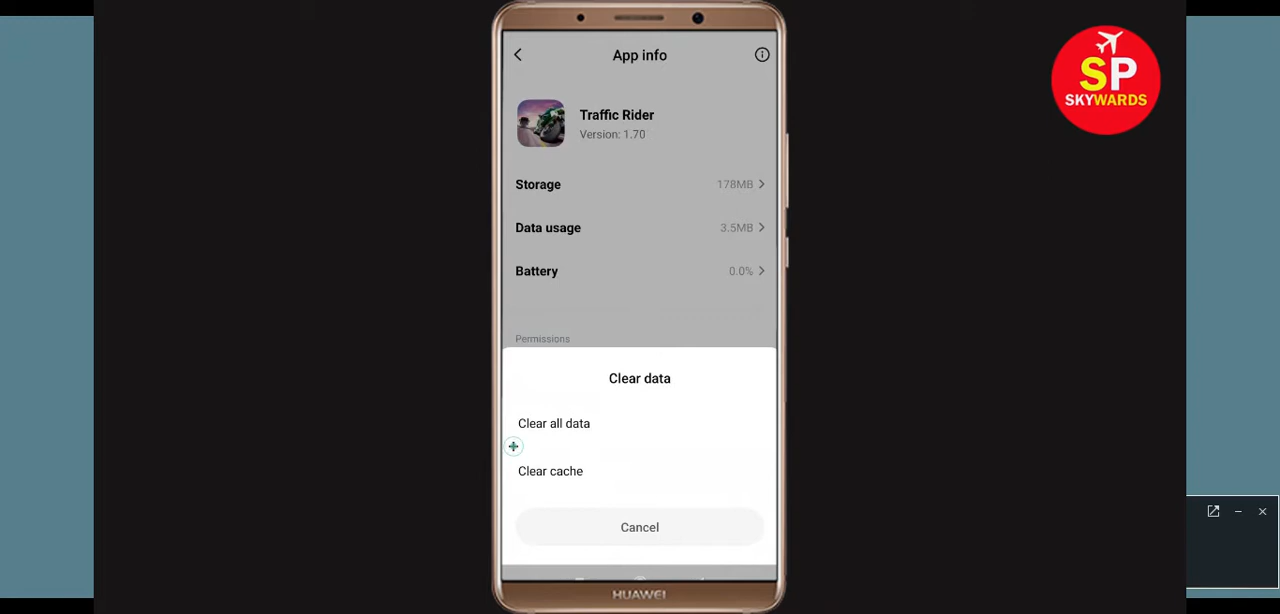 App info
SP
SKYWARDS
Traffic Rider
Version: 1.70
Storage 178MB
Data usage 3.5MB
Battery 0.0%
Permissions
Clear data
Clear all data
Clear cache
Cancel
HUAWEI